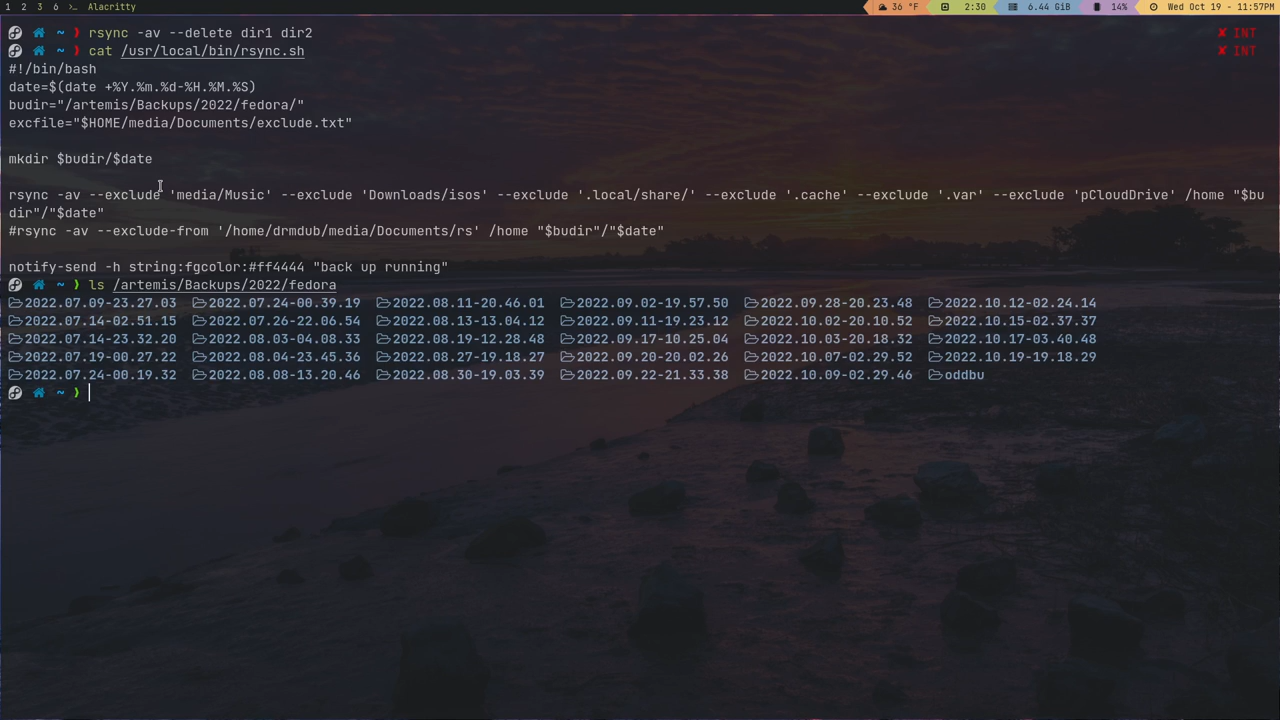 1 2 3 6 >_ Alacritty 36 °F 2:30 6.44 GiB 14% Wed Oct 19 - 11:57PM
~ ❯ rsync -av --delete dir1 dir2 ✘ INT
~ ❯ cat /usr/local/bin/rsync.sh ✘ INT
#!/bin/bash
date=$(date +%Y.%m.%d-%H.%M.%S)
budir="/artemis/Backups/2022/fedora/"
excfile="$HOME/media/Documents/exclude.txt"
mkdir $budir/$date
rsync -av --exclude 'media/Music' --exclude 'Downloads/isos' --exclude '.local/share/' --exclude '.cache' --exclude '.var' --exclude 'pCloudDrive' /home "$bu
dir"/"$date"
#rsync -av --exclude-from '/home/drmdub/media/Documents/rs' /home "$budir"/"$date"
notify-send -h string:fgcolor:#ff4444 "back up running"
~ ❯ ls /artemis/Backups/2022/fedora
2022.07.09-23.27.03 2022.07.24-00.39.19 2022.08.11-20.46.01 2022.09.02-19.57.50 2022.09.28-20.23.48 2022.10.12-02.24.14
2022.07.14-02.51.15 2022.07.26-22.06.54 2022.08.13-13.04.12 2022.09.11-19.23.12 2022.10.02-20.10.52 2022.10.15-02.37.37
2022.07.14-23.32.20 2022.08.03-04.08.33 2022.08.19-12.28.48 2022.09.17-10.25.04 2022.10.03-20.18.32 2022.10.17-03.40.48
2022.07.19-00.27.22 2022.08.04-23.45.36 2022.08.27-19.18.27 2022.09.20-20.02.26 2022.10.07-02.29.52 2022.10.19-19.18.29
2022.07.24-00.19.32 2022.08.08-13.20.46 2022.08.30-19.03.39 2022.09.22-21.33.38 2022.10.09-02.29.46 oddbu
~ ❯